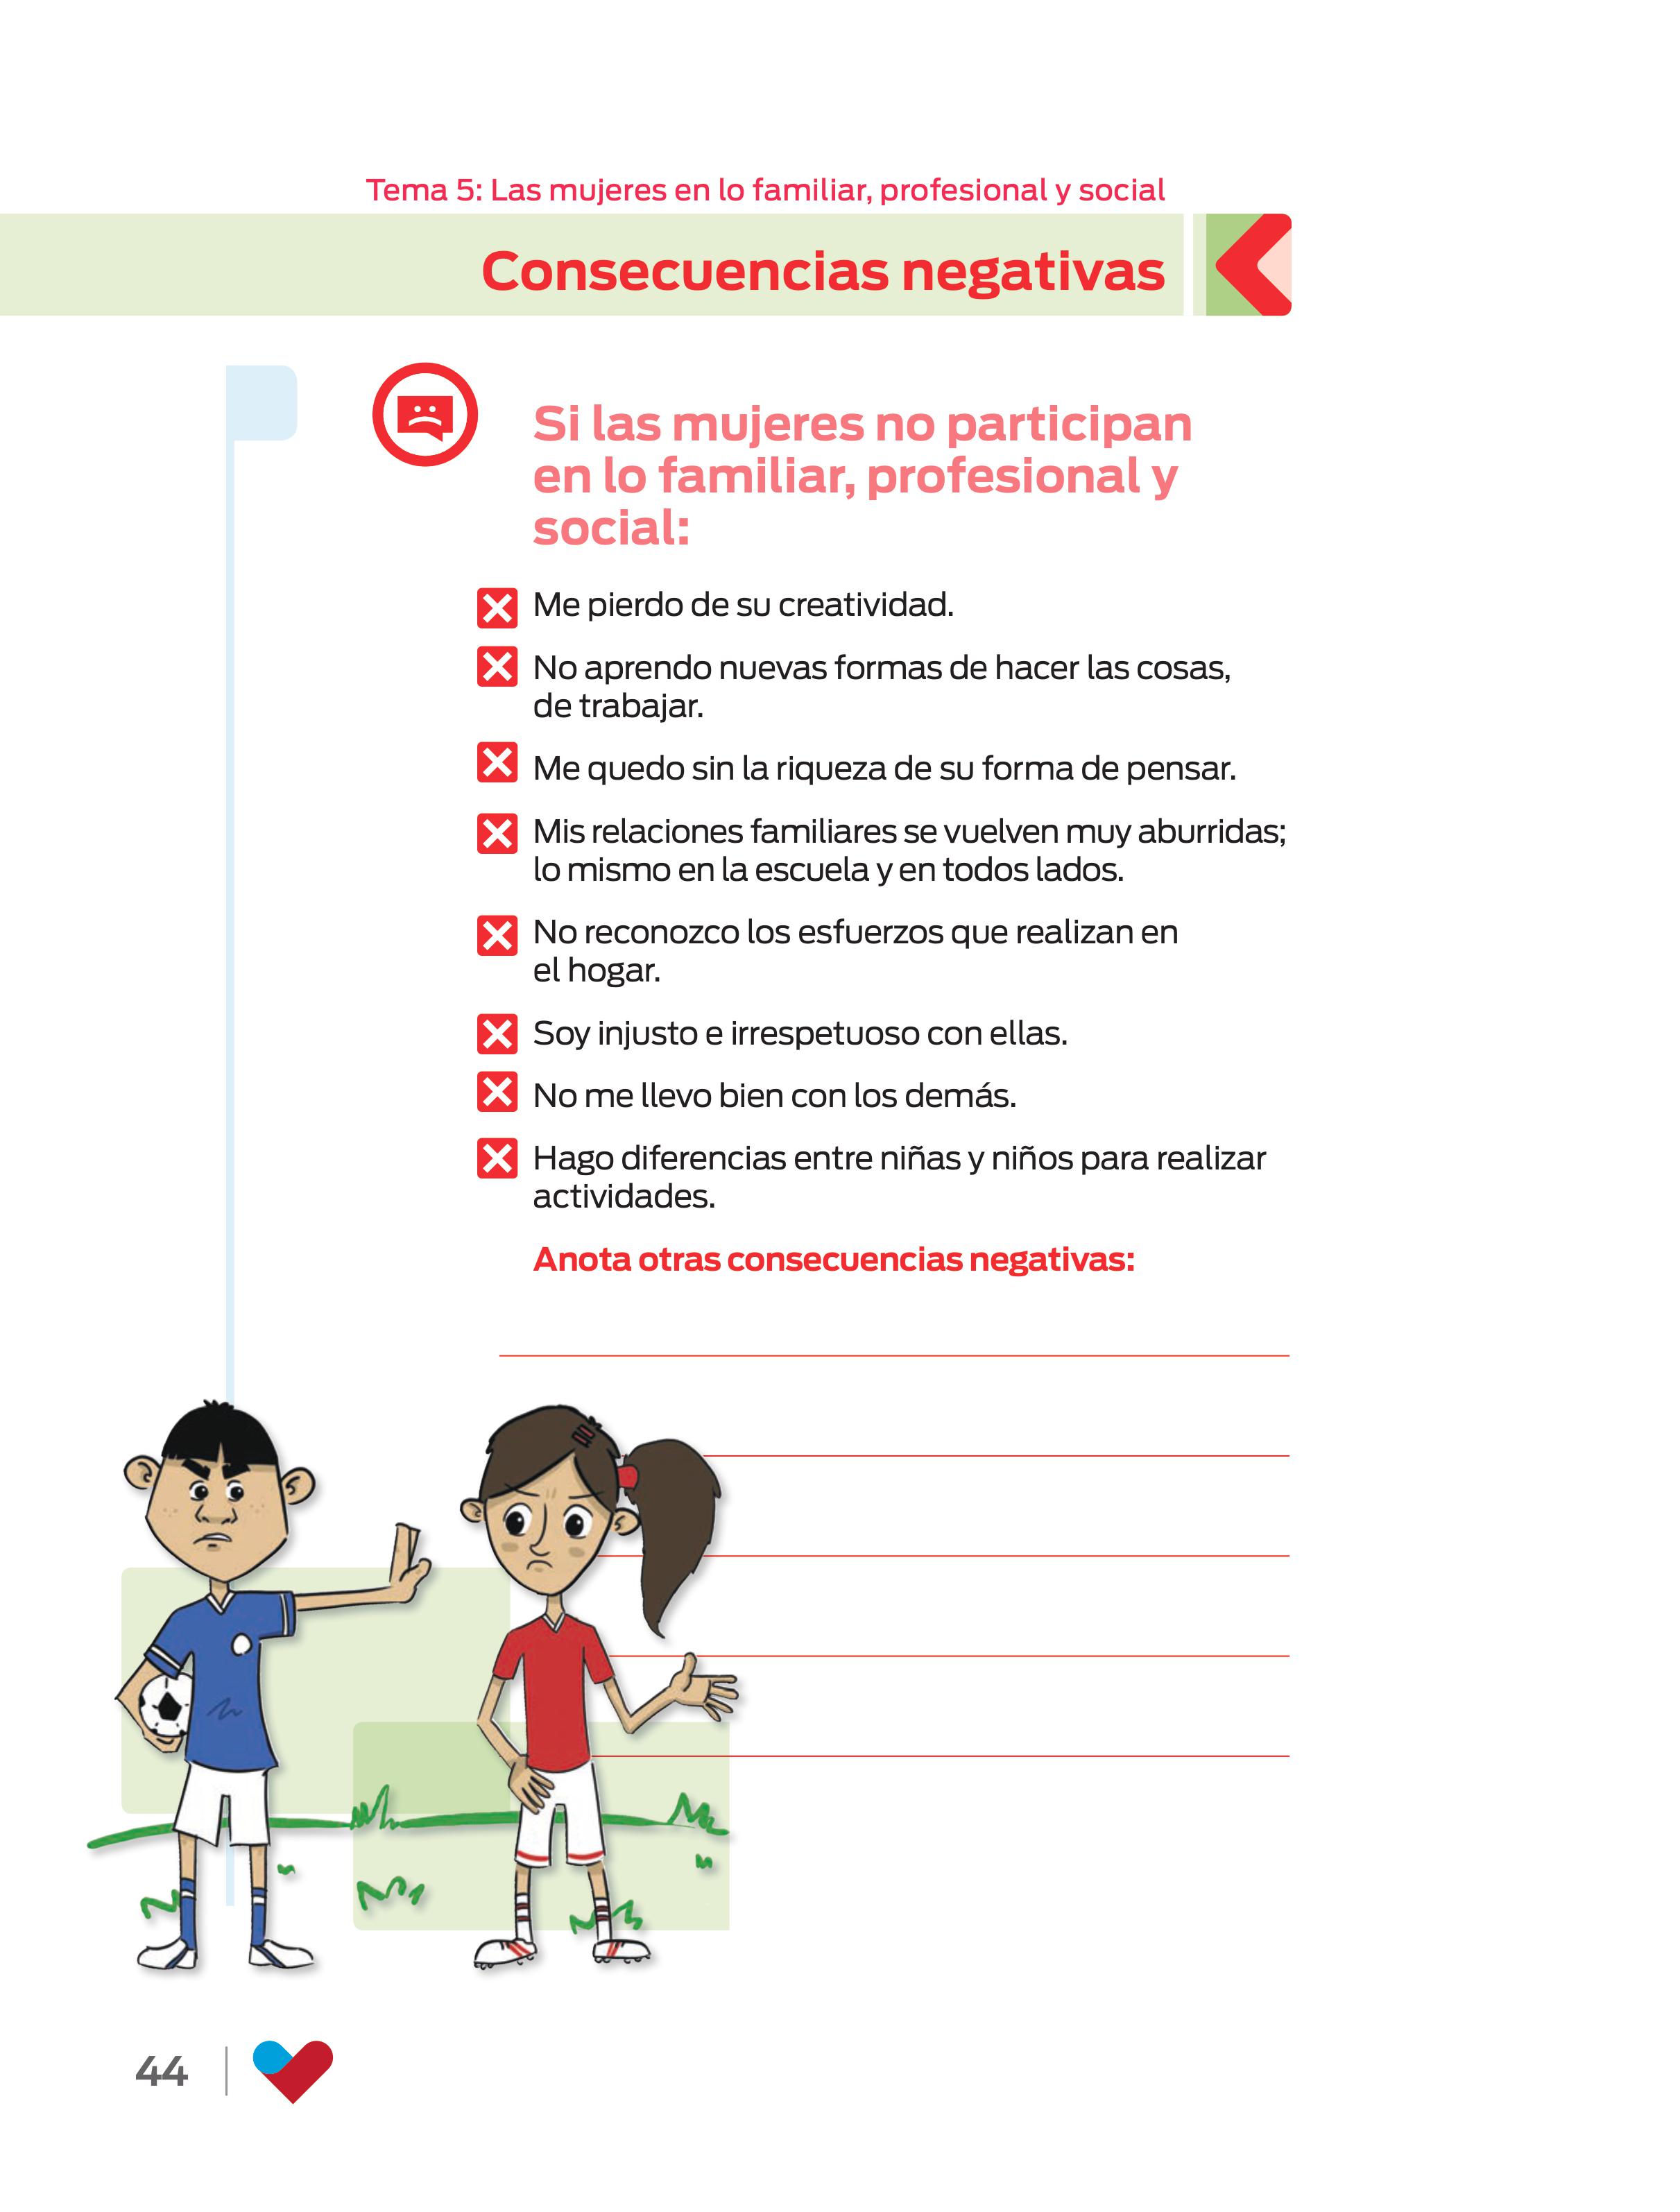 Tema 5: Las mujeres en lo familiar, profesional y social
Consecuencias negativas
Si las mujeres no participan
en lo familiar, profesional y
social:
Me pierdo de su creatividad.
No aprendo nuevas formas de hacer las cosas,
de trabajar.
Me quedo sin la riqueza de su forma de pensar.
Mis relaciones familiares se vuelven muy aburridas;
lo mismo en la escuela y en todos lados.
No reconozco los esfuerzos que realizan en
el hogar.
Soy injusto e irrespetuoso con ellas.
No me llevo bien con los demás.
Hago diferencias entre niñas y niños para realizar
actividades.
Anota otras consecuencias negativas:
44